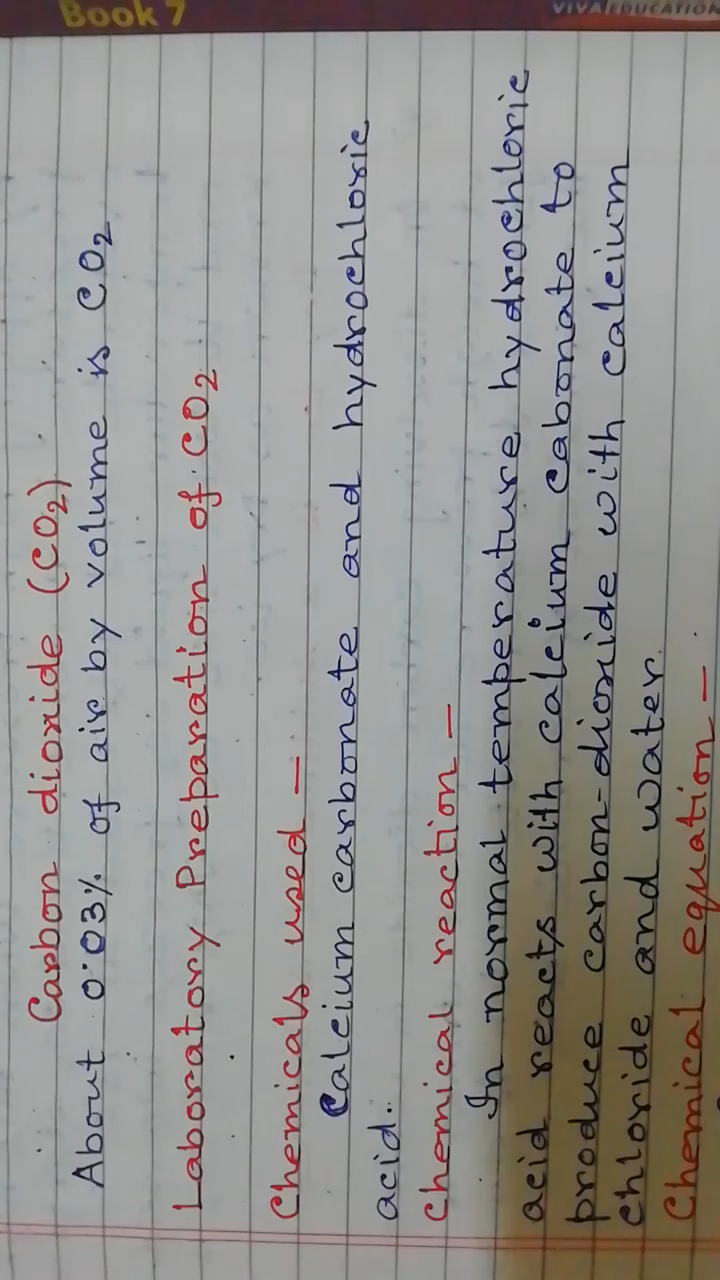 Book 7
VIVA EDUCATION
Carbon dioxide (CO₂)
About 0·03% of air by volume is CO₂
Laboratory Preparation of CO₂
Chemicals used –
Calcium carbonate and hydrochloric
acid.
Chemical reaction –
In normal temperature hydrochloric
acid reacts with calcium cabonate to
produce carbon-dioxide with calcium
chloride and water.
Chemical equation –